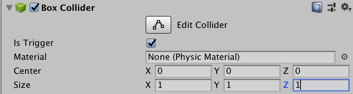 Box Collider
Edit Collider
Is Trigger
Material None (Physic Material)
Center X 0 Y 0 Z 0
Size X 1 Y 1 Z 1